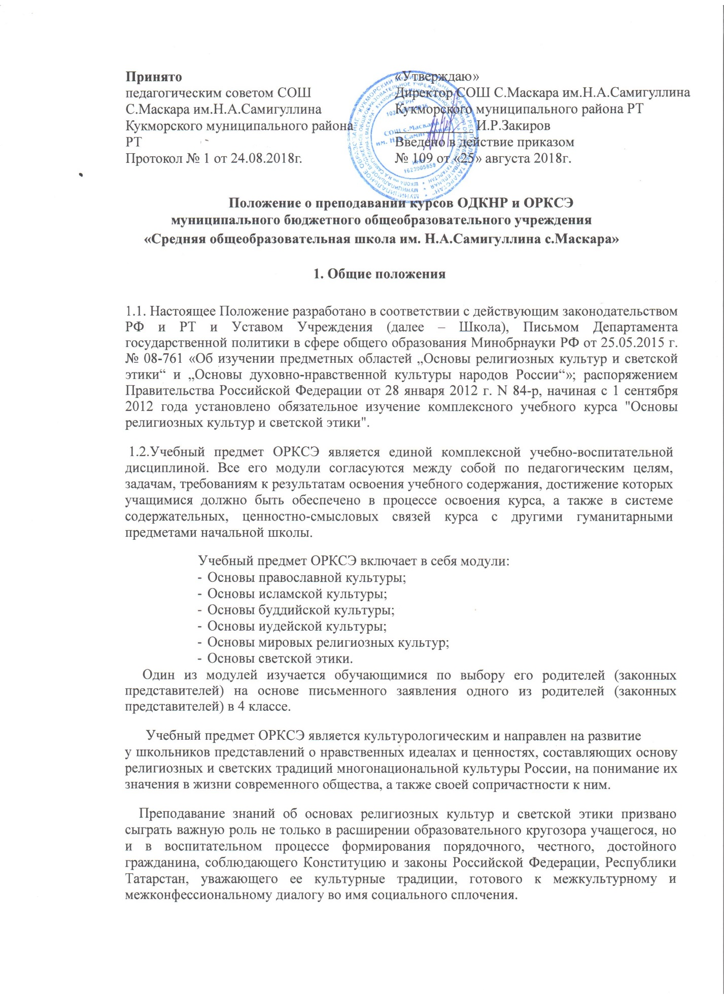 Принято
педагогическим советом СОШ
С.Маскара им.Н.А.Самигуллина
Кукморского муниципального района
РТ
Протокол № 1 от 24.08.2018г.
«Утверждаю»
Директор СОШ С.Маскара им.Н.А.Самигуллина
Кукморского муниципального района РТ
___________ И.Р.Закиров
Введено в действие приказом
№ 109 от «25» августа 2018г.
ОГРН
СОШ с.Маскара
им. Н.А.Самигуллина
ИНН
1623005859
Положение о преподавании курсов ОДКНР и ОРКСЭ
муниципального бюджетного общеобразовательного учреждения
«Средняя общеобразовательная школа им. Н.А.Самигуллина с.Маскара»
1. Общие положения
1.1. Настоящее Положение разработано в соответствии с действующим законодательством
РФ и РТ и Уставом Учреждения (далее – Школа), Письмом Департамента
государственной политики в сфере общего образования Минобрнауки РФ от 25.05.2015 г.
№ 08-761 «Об изучении предметных областей „Основы религиозных культур и светской
этики“ и „Основы духовно-нравственной культуры народов России“»; распоряжением
Правительства Российской Федерации от 28 января 2012 г. N 84-р, начиная с 1 сентября
2012 года установлено обязательное изучение комплексного учебного курса "Основы
религиозных культур и светской этики".
1.2.Учебный предмет ОРКСЭ является единой комплексной учебно-воспитательной
дисциплиной. Все его модули согласуются между собой по педагогическим целям,
задачам, требованиям к результатам освоения учебного содержания, достижение которых
учащимися должно быть обеспечено в процессе освоения курса, а также в системе
содержательных, ценностно-смысловых связей курса с другими гуманитарными
предметами начальной школы.
Учебный предмет ОРКСЭ включает в себя модули:
- Основы православной культуры;
- Основы исламской культуры;
- Основы буддийской культуры;
- Основы иудейской культуры;
- Основы мировых религиозных культур;
- Основы светской этики.
Один из модулей изучается обучающимися по выбору его родителей (законных
представителей) на основе письменного заявления одного из родителей (законных
представителей) в 4 классе.
Учебный предмет ОРКСЭ является культурологическим и направлен на развитие
у школьников представлений о нравственных идеалах и ценностях, составляющих основу
религиозных и светских традиций многонациональной культуры России, на понимание их
значения в жизни современного общества, а также своей сопричастности к ним.
Преподавание знаний об основах религиозных культур и светской этики призвано
сыграть важную роль не только в расширении образовательного кругозора учащегося, но
и в воспитательном процессе формирования порядочного, честного, достойного
гражданина, соблюдающего Конституцию и законы Российской Федерации, Республики
Татарстан, уважающего ее культурные традиции, готового к межкультурному и
межконфессиональному диалогу во имя социального сплочения.